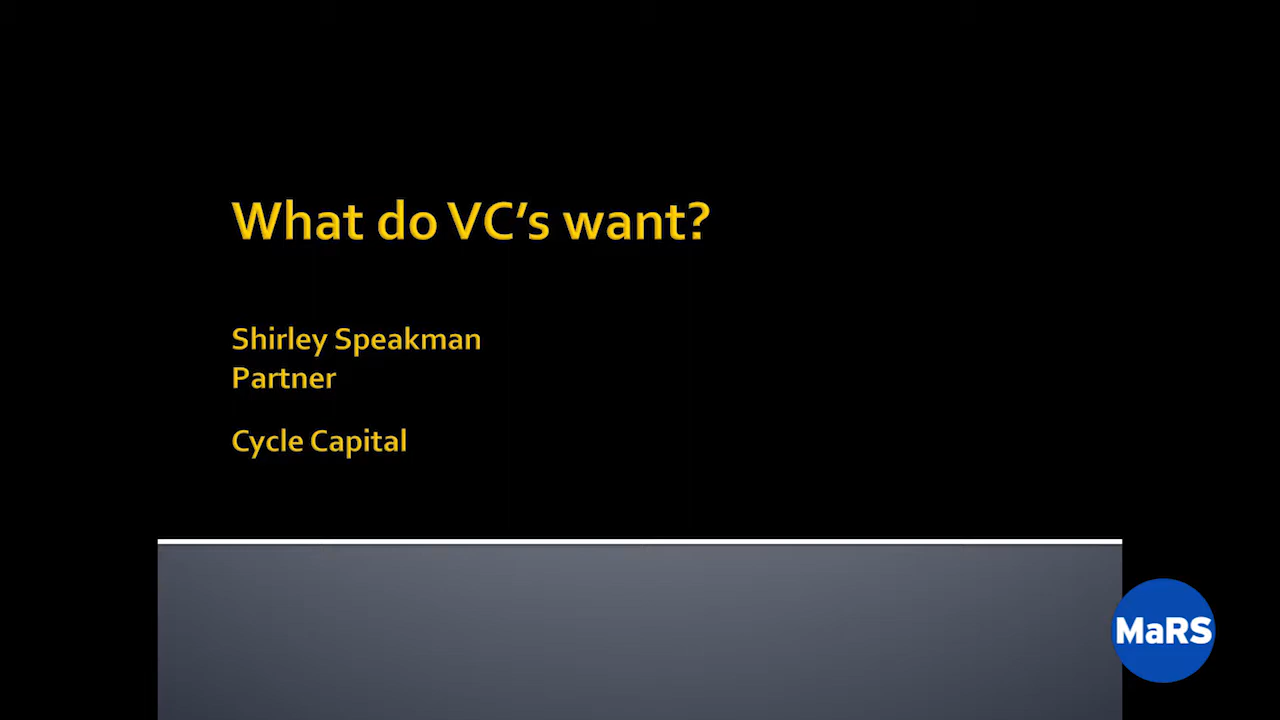 What do VC’s want?
Shirley Speakman
Partner
Cycle Capital
MaRS